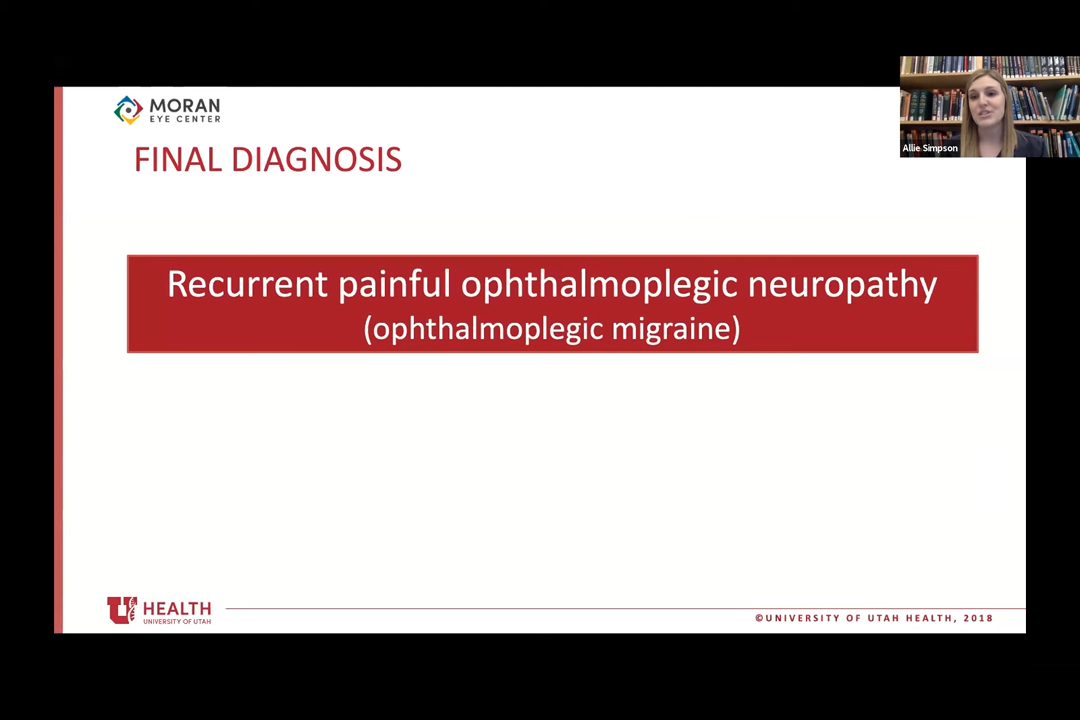 MORAN
EYE CENTER
Allie Simpson
FINAL DIAGNOSIS
Recurrent painful ophthalmoplegic neuropathy
(ophthalmoplegic migraine)
U HEALTH
UNIVERSITY OF UTAH
©UNIVERSITY OF UTAH HEALTH, 2018